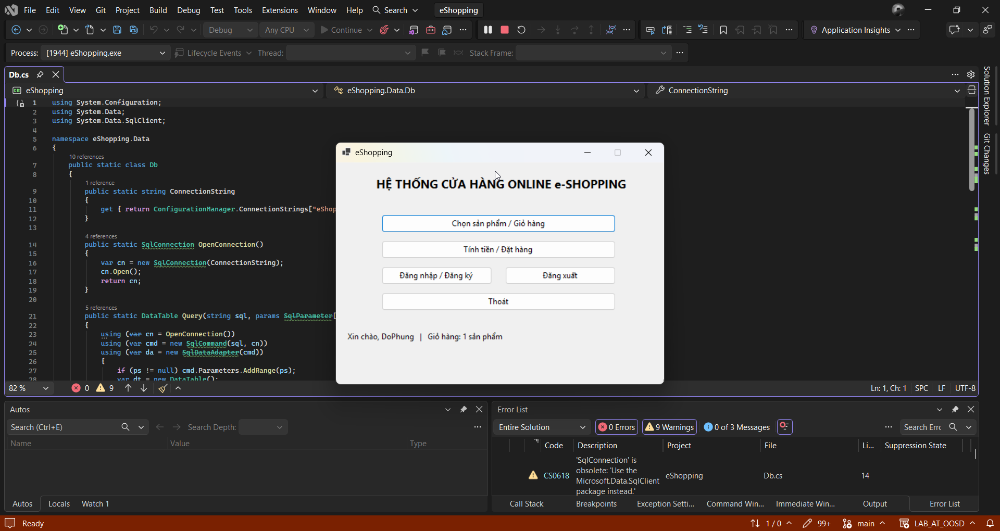 File Edit View Git Project Build Debug Test Tools Extensions Window Help Search eShopping
Debug Any CPU Continue Application Insights
Process: [1944] eShopping.exe Lifecycle Events Thread: Stack Frame:
Db.cs
eShopping eShopping.Data.Db ConnectionString
1 using System.Configuration;
2 using System.Data;
3 using System.Data.SqlClient;
4
5 namespace eShopping.Data
6 {
10 references
7 public static class Db
8 {
1 reference
9 public static string ConnectionString
10 {
11 get { return ConfigurationManager.ConnectionStrings["eShop
12 }
13
4 references
14 public static SqlConnection OpenConnection()
15 {
16 var cn = new SqlConnection(ConnectionString);
17 cn.Open();
18 return cn;
19 }
20
5 references
21 public static DataTable Query(string sql, params SqlParameter[
22 {
23 using (var cn = OpenConnection())
24 using (var cmd = new SqlCommand(sql, cn))
25 using (var da = new SqlDataAdapter(cmd))
26 {
27 if (ps != null) cmd.Parameters.AddRange(ps);
28 var dt = new DataTable();
eShopping
HỆ THỐNG CỬA HÀNG ONLINE e-SHOPPING
Chọn sản phẩm / Giỏ hàng
Tính tiền / Đặt hàng
Đăng nhập / Đăng ký Đăng xuất
Thoát
Xin chào, DoPhung | Giỏ hàng: 1 sản phẩm
Solution Explorer
Git Changes
82 % 0 9 Ln: 1, Ch: 1 SPC LF UTF-8
Autos
Search (Ctrl+E) Search Depth:
Name Value Type
Autos Locals Watch 1
Error List
Entire Solution 0 Errors 9 Warnings 0 of 3 Messages Search Errc
Code Description Project File Li... Suppression State
CS0618 'SqlConnection' is
obsolete: 'Use the
Microsoft.Data.SqlClient
package instead.'
eShopping Db.cs 14
Call Stack Breakpoints Exception Setti... Command Win... Immediate Win... Output Error List
Ready 1 / 0 99+ main LAB_AT_OOSD